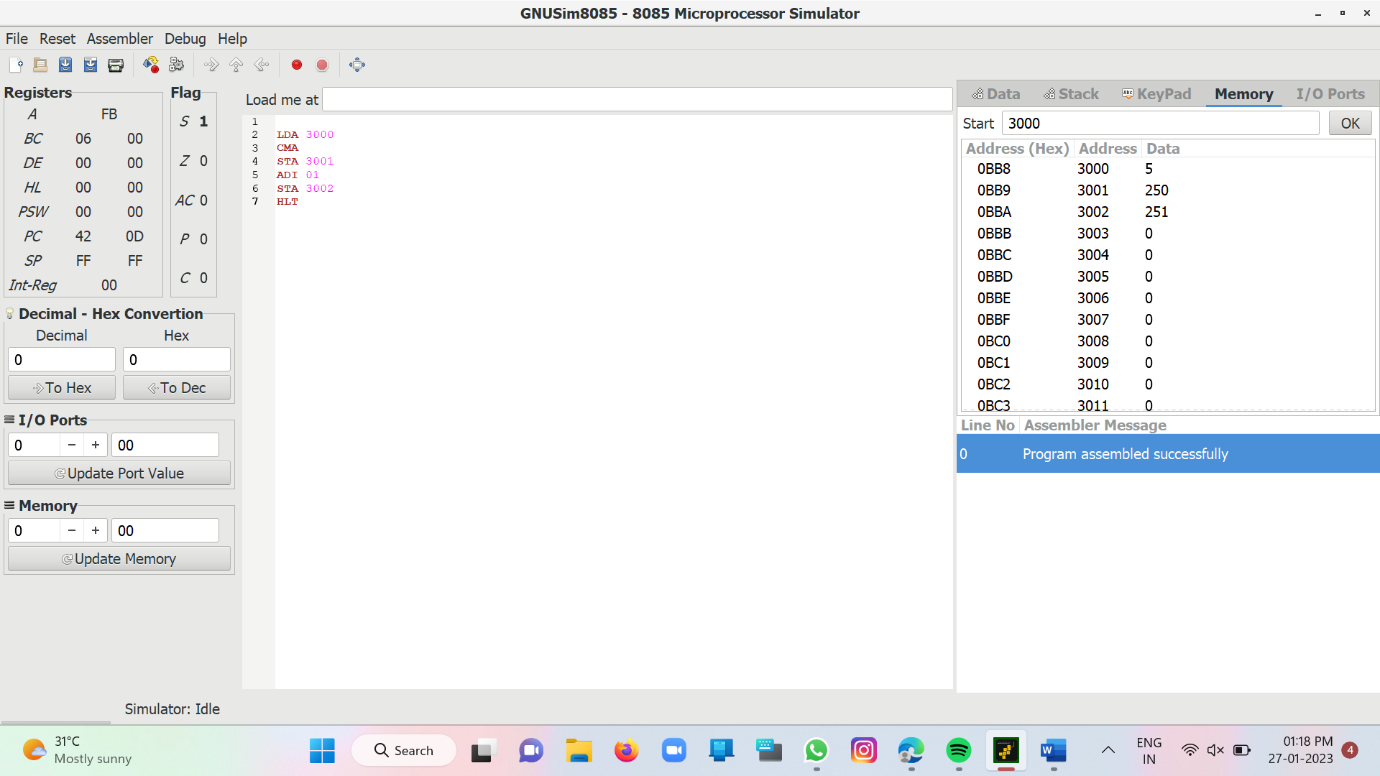 GNUSim8085 - 8085 Microprocessor Simulator
File Reset Assembler Debug Help
Registers
A FB
BC 06 00
DE 00 00
HL 00 00
PSW 00 00
PC 42 0D
SP FF FF
Int-Reg 00
Flag
S 1
Z 0
AC 0
P 0
C 0
Decimal - Hex Convertion
Decimal Hex
0 0
To Hex To Dec
I/O Ports
0 - + 00
Update Port Value
Memory
0 - + 00
Update Memory
Load me at
1
2 LDA 3000
3 CMA
4 STA 3001
5 ADI 01
6 STA 3002
7 HLT
Data Stack KeyPad Memory I/O Ports
Start 3000 OK
Address (Hex) Address Data
0BB8 3000 5
0BB9 3001 250
0BBA 3002 251
0BBB 3003 0
0BBC 3004 0
0BBD 3005 0
0BBE 3006 0
0BBF 3007 0
0BC0 3008 0
0BC1 3009 0
0BC2 3010 0
0BC3 3011 0
Line No Assembler Message
0 Program assembled successfully
Simulator: Idle
31°C
Mostly sunny
Search
ENG
IN
01:18 PM
27-01-2023
4